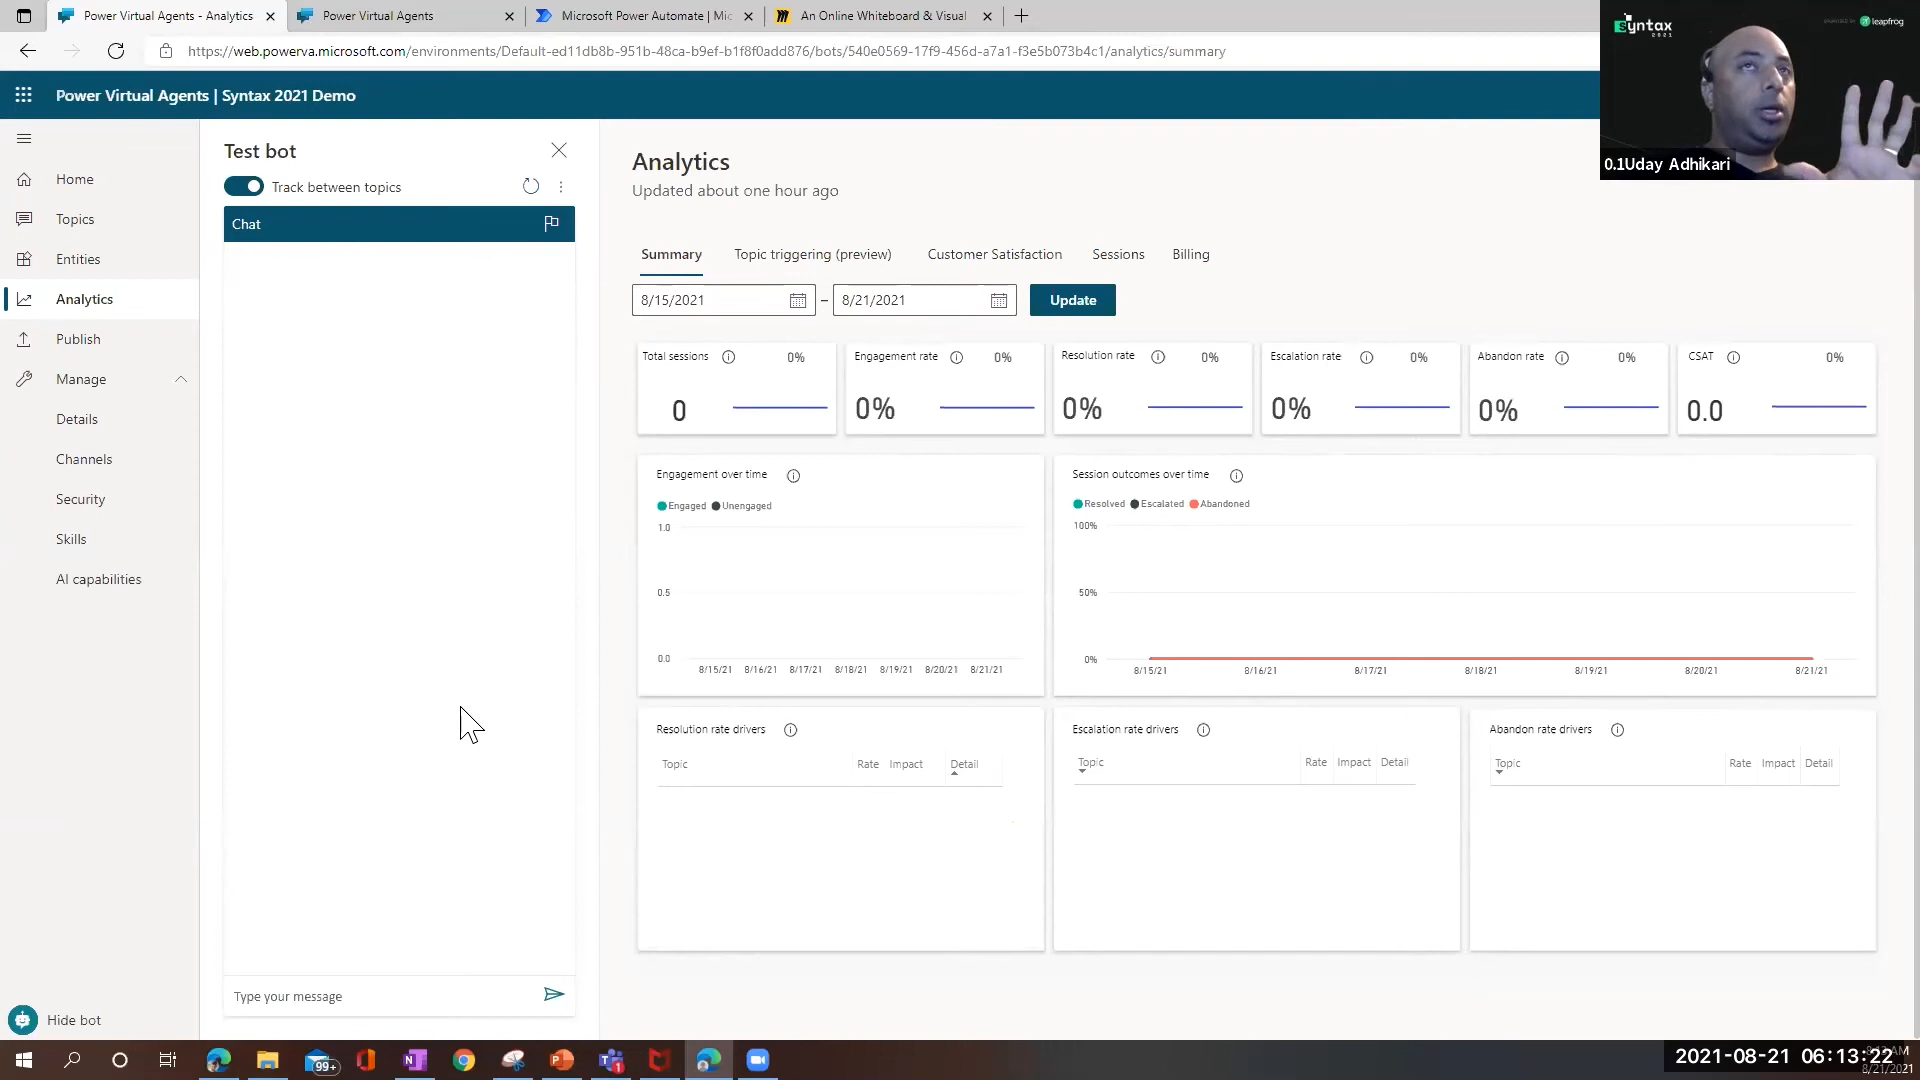 Power Virtual Agents - Analytics
Power Virtual Agents
Microsoft Power Automate | Mic
An Online Whiteboard & Visual
https://web.powerva.microsoft.com/environments/Default-ed11db8b-951b-48ca-b9ef-b1f8f0add876/bots/540e0569-17f9-456d-a7a1-f3e5b073b4c1/analytics/summary
Syntax
2021
leapfrog
0.1Uday Adhikari
Power Virtual Agents | Syntax 2021 Demo
Home
Topics
Entities
Analytics
Publish
Manage
Details
Channels
Security
Skills
AI capabilities
Hide bot
Test bot
Track between topics
Chat
Type your message
Analytics
Updated about one hour ago
Summary Topic triggering (preview) Customer Satisfaction Sessions Billing
8/15/2021 – 8/21/2021 Update
Total sessions 0%
0
Engagement rate 0%
0%
Resolution rate 0%
0%
Escalation rate 0%
0%
Abandon rate 0%
0%
CSAT 0%
0.0
Engagement over time
Engaged Unengaged
1.0
0.5
0.0
8/15/21 8/16/21 8/17/21 8/18/21 8/19/21 8/20/21 8/21/21
Session outcomes over time
Resolved Escalated Abandoned
100%
50%
0%
8/15/21 8/16/21 8/17/21 8/18/21 8/19/21 8/20/21 8/21/21
Resolution rate drivers
Topic Rate Impact Detail
Escalation rate drivers
Topic Rate Impact Detail
Abandon rate drivers
Topic Rate Impact Detail
99+
2021-08-21 06:13:22
8/21/2021